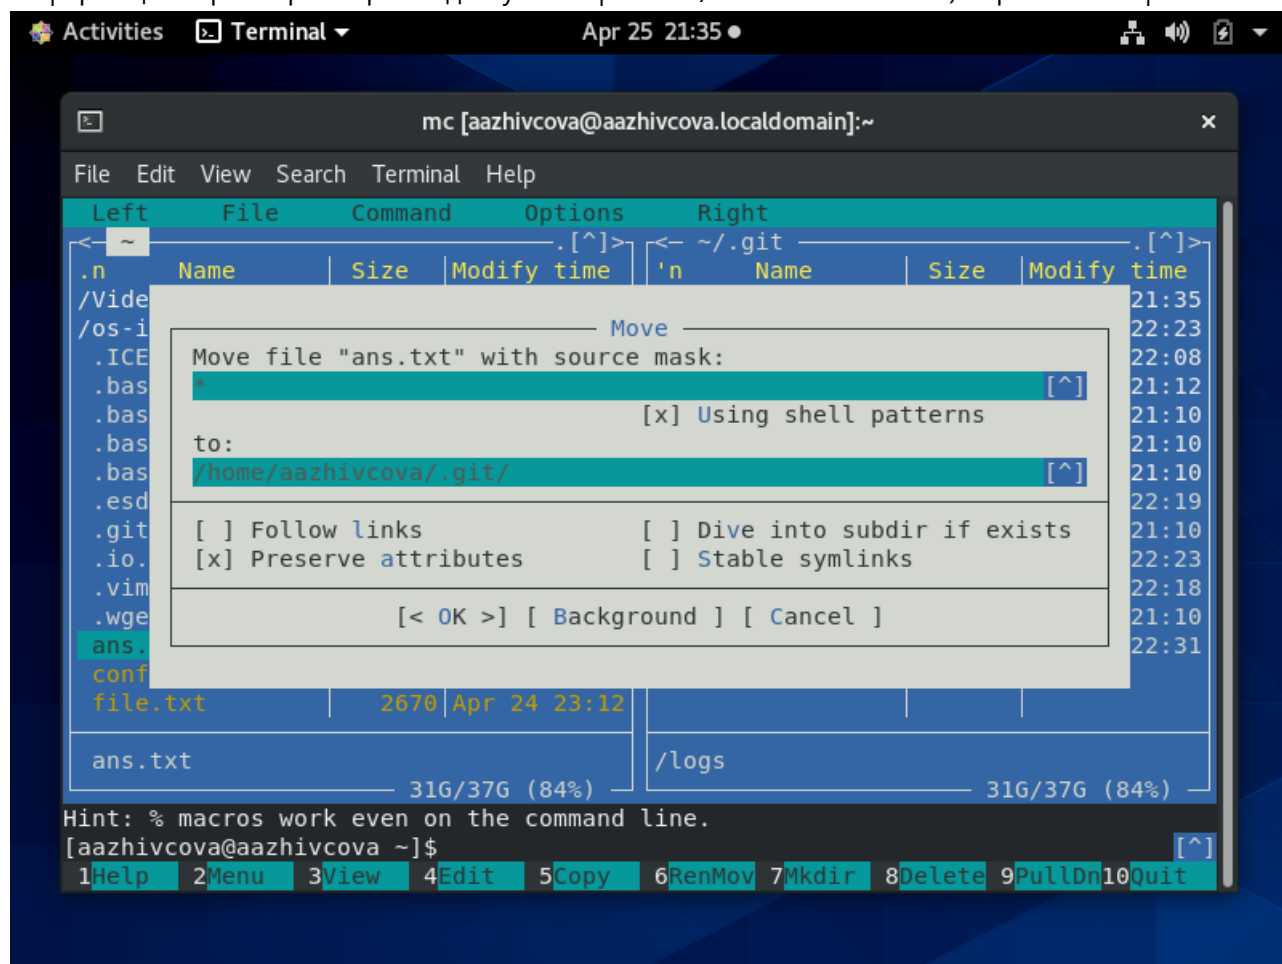 Activities Terminal Apr 25 21:35
mc [aazhivcova@aazhivcova.localdomain]:~
File Edit View Search Terminal Help
Left File Command Options Right
<— ~ .[^]> <— ~/.git .[^]>
.n Name Size Modify time 'n Name Size Modify time
/Vide 21:35
/os-i Move 22:23
.ICE Move file "ans.txt" with source mask: 22:08
.bas * [^] 21:12
.bas [x] Using shell patterns 21:10
.bas to: 21:10
.bas /home/aazhivcova/.git/ [^] 21:10
.esd 22:19
.git [ ] Follow links [ ] Dive into subdir if exists 21:10
.io. [x] Preserve attributes [ ] Stable symlinks 22:23
.vim 22:18
.wge [< OK >] [ Background ] [ Cancel ] 21:10
ans. 22:31
conf
file.txt 2670 Apr 24 23:12
ans.txt /logs
31G/37G (84%) 31G/37G (84%)
Hint: % macros work even on the command line.
[aazhivcova@aazhivcova ~]$ [^]
1Help 2Menu 3View 4Edit 5Copy 6RenMov 7Mkdir 8Delete 9PullDn 10Quit